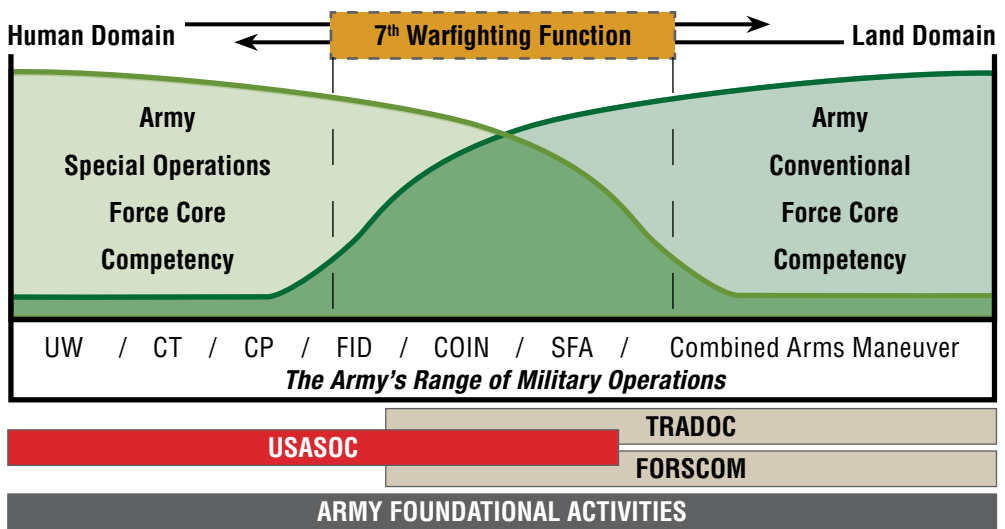 Human Domain
7th Warfighting Function
Land Domain
Army
Special Operations
Force Core
Competency
Army
Conventional
Force Core
Competency
UW / CT / CP / FID / COIN / SFA / Combined Arms Maneuver
The Army's Range of Military Operations
TRADOC
USASOC
FORSCOM
ARMY FOUNDATIONAL ACTIVITIES